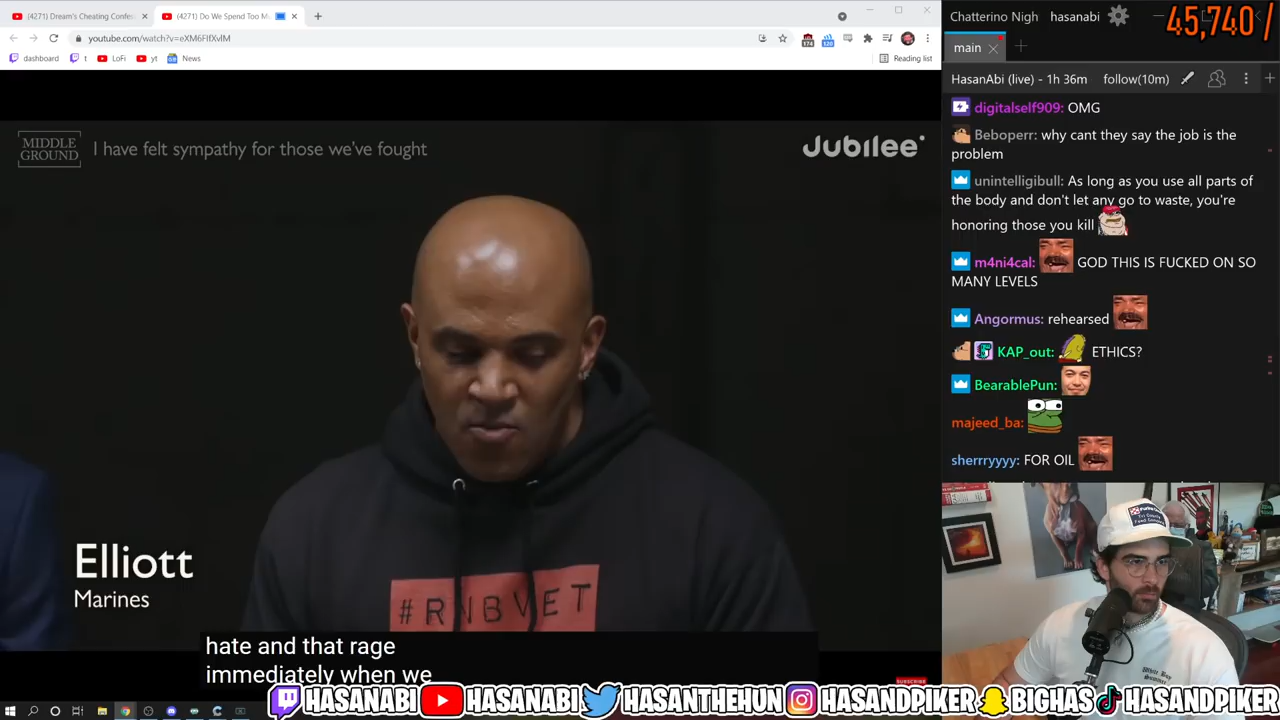 (4271) Dream's Cheating Confes
(4271) Do We Spend Too M
youtube.com/watch?v=eXM6FIfXvlM
dashboard
t
LoFi
yt
News
Reading list
MIDDLE
GROUND
I have felt sympathy for those we've fought
Jubilee
Elliott
Marines
#RNBVET
hate and that rage
immediately when we
SUBSCRIBE
Chatterino Nigh
hasanabi
45,740 /
main
HasanAbi (live) - 1h 36m
follow(10m)
digitalself909: OMG
Beboperr: why cant they say the job is the
problem
unintelligibull: As long as you use all parts of
the body and don't let any go to waste, you're
honoring those you kill
m4ni4cal: GOD THIS IS FUCKED ON SO
MANY LEVELS
Angormus: rehearsed
KAP_out: ETHICS?
BearablePun:
majeed_ba:
sherrryyyy: FOR OIL
HASANABI
HASANABI
HASANTHEHUN
HASANDPIKER
BIGHAS
HASANDPIKER